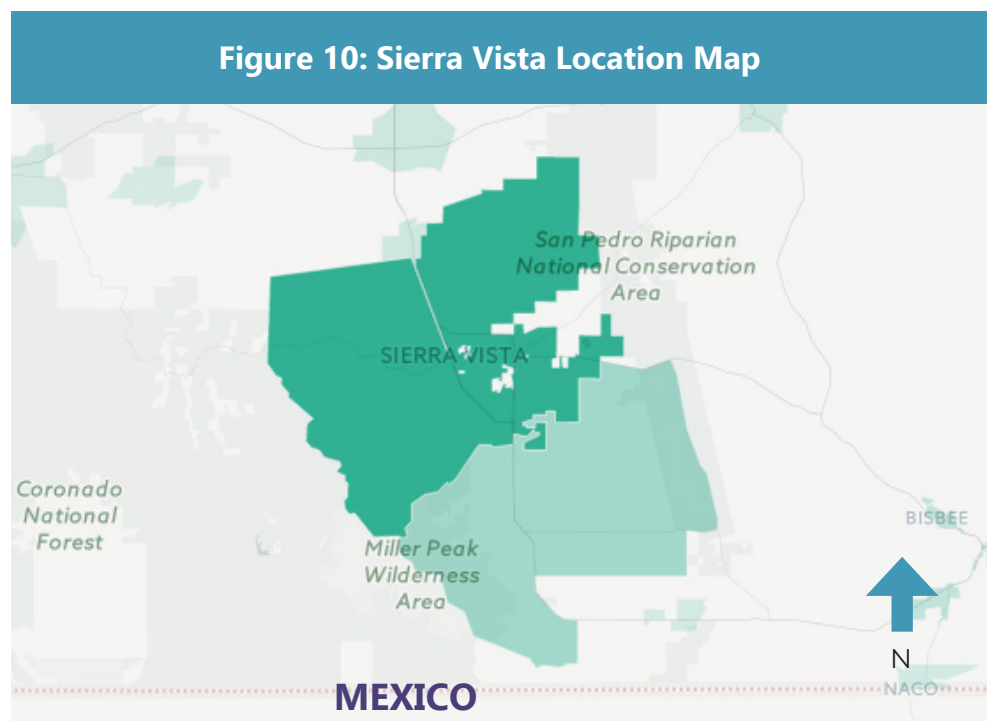 Figure 10: Sierra Vista Location Map
San Pedro Riparian
National Conservation
Area
SIERRA VISTA
Coronado
National
Forest
BISBEE
Miller Peak
Wilderness
Area
N
NACO
MEXICO